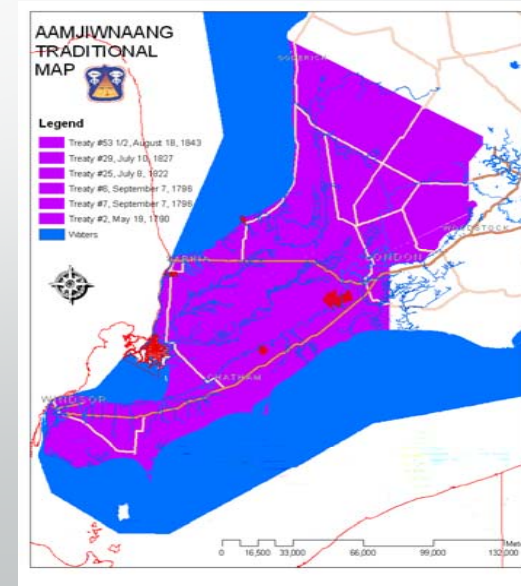 AAMJIWNAANG
TRADITIONAL
MAP
Legend
Treaty #53 1/2, August 18, 1843
Treaty #29, July 10, 1827
Treaty #25, July 8, 1822
Treaty #6, September 7, 1796
Treaty #7, September 7, 1796
Treaty #2, May 19, 1790
Waters
GODERICH
WOODSTOCK
LONDON
SARNIA
CHATHAM
WINDSOR
0 16,500 33,000 66,000 99,000 132,000